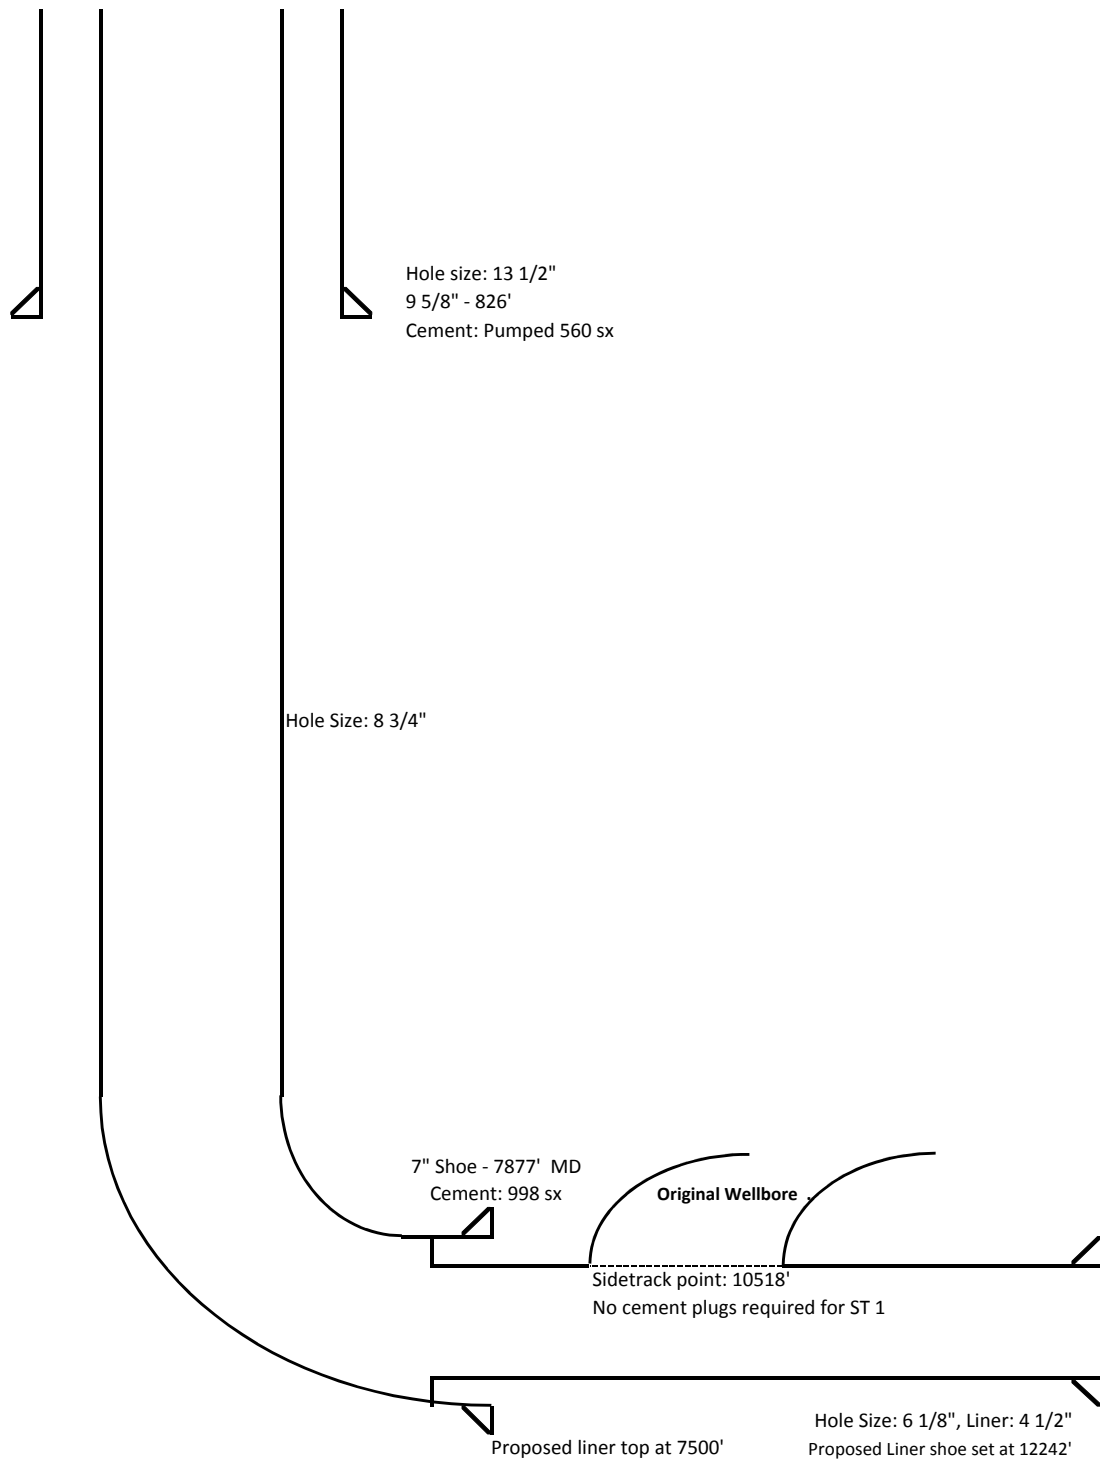 Hole size: 13 1/2"
9 5/8" - 826'
Cement: Pumped 560 sx
Hole Size: 8 3/4"
7" Shoe - 7877' MD
Cement: 998 sx
Original Wellbore .
Sidetrack point: 10518'
No cement plugs required for ST 1
Hole Size: 6 1/8", Liner: 4 1/2"
Proposed liner top at 7500'
Proposed Liner shoe set at 12242'